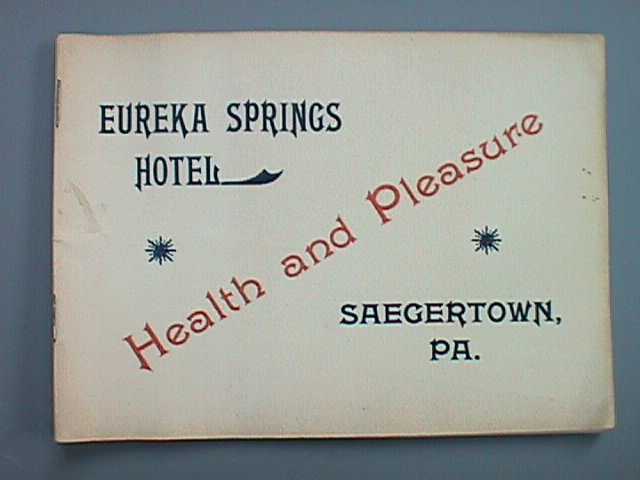 EUREKA SPRINGS
HOTEL
Health and Pleasure
SAEGERTOWN,
PA.